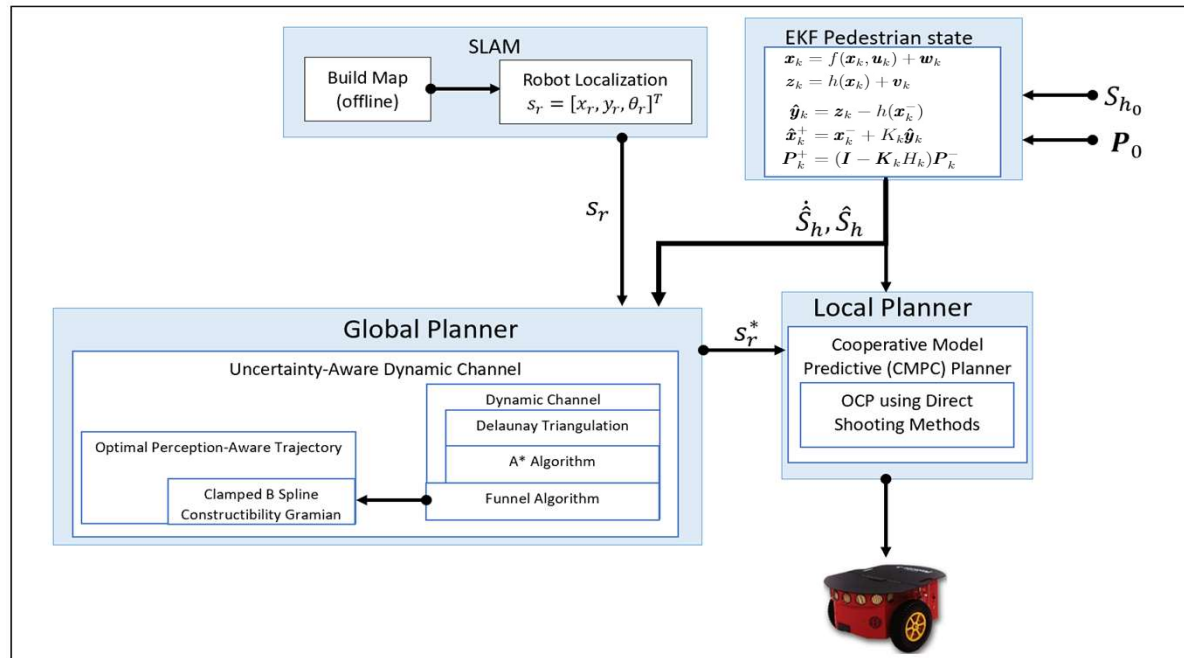 SLAM
Build Map
(offline)
Robot Localization
s_r = [x_r, y_r, θ_r]^T
EKF Pedestrian state
x_k = f(x_k, u_k) + w_k
z_k = h(x_k) + v_k
ŷ_k = z_k − h(x_k^−)
x̂_k^+ = x_k^− + K_k ŷ_k
P_k^+ = (I − K_k H_k) P_k^−
S_{h_0}
P_0
s_r
Ṡ̂_h, Ŝ_h
Global Planner
Uncertainty-Aware Dynamic Channel
Dynamic Channel
Delaunay Triangulation
A* Algorithm
Funnel Algorithm
Optimal Perception-Aware Trajectory
Clamped B Spline
Constructibility Gramian
s_r^*
Local Planner
Cooperative Model
Predictive (CMPC) Planner
OCP using Direct
Shooting Methods